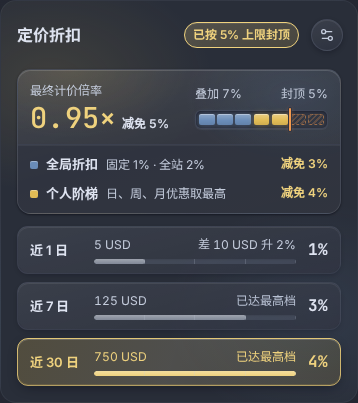 定价折扣 已按 5% 上限封顶
最终计价倍率 叠加 7% 封顶 5%
0.95× 减免 5%
全局折扣 固定 1% · 全站 2% 减免 3%
个人阶梯 日、周、月优惠取最高 减免 4%
近 1 日 5 USD 差 10 USD 升 2% 1%
近 7 日 125 USD 已达最高档 3%
近 30 日 750 USD 已达最高档 4%